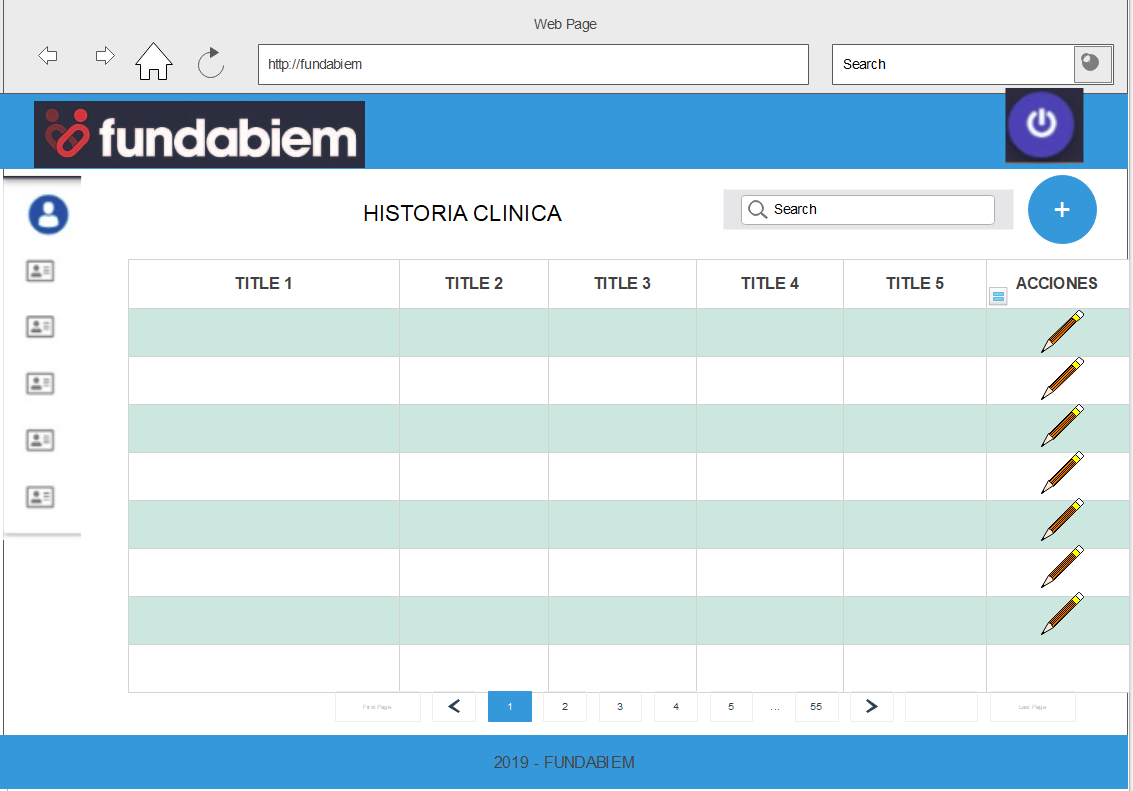 Web Page
http://fundabiem
Search
fundabiem
HISTORIA CLINICA
Search
+
TITLE 1 TITLE 2 TITLE 3 TITLE 4 TITLE 5 ACCIONES
First Page 1 2 3 4 5 ... 55 Last Page
2019 - FUNDABIEM